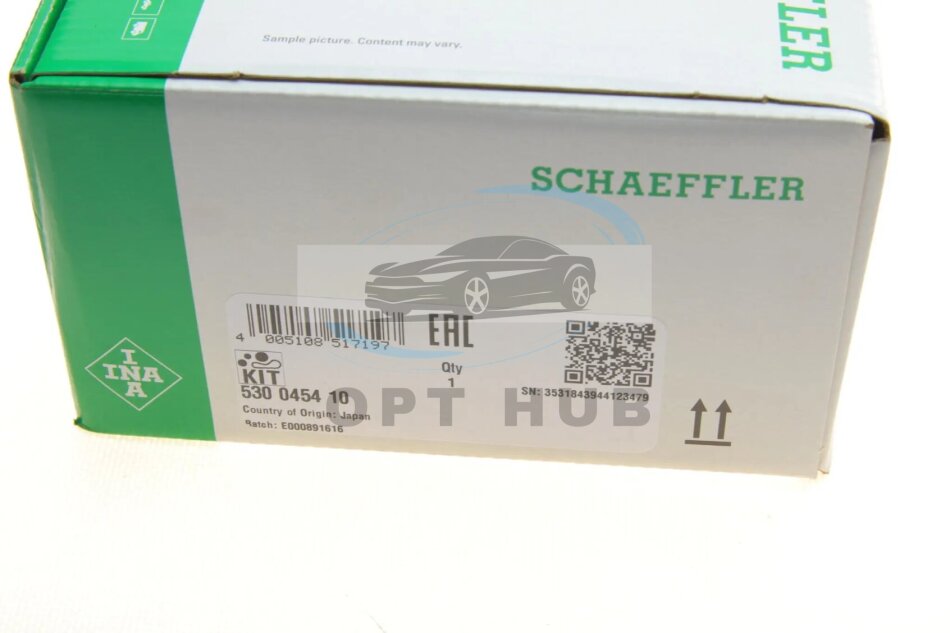 Sample picture. Content may vary.
SCHAEFFLER
INA
INA
4 005108 517197
EAC
KIT
Qty
1
530 0454 10
SN: 3531843944123479
Country of Origin: Japan
Batch: E000891616
OPT HUB